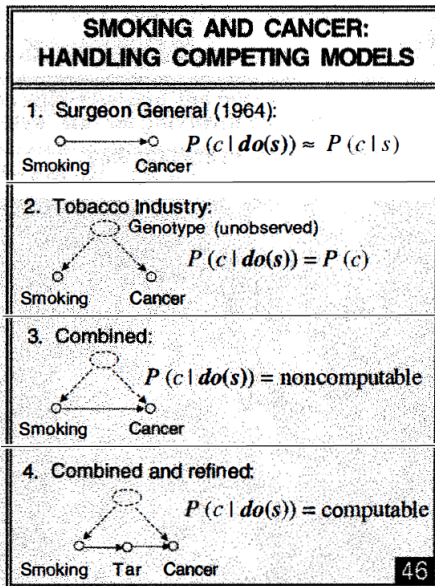 SMOKING AND CANCER:
HANDLING COMPETING MODELS
1. Surgeon General (1964):
P (c | do(s)) ≈ P (c | s)
Smoking Cancer
2. Tobacco Industry:
Genotype (unobserved)
P (c | do(s)) = P (c)
Smoking Cancer
3. Combined:
P (c | do(s)) = noncomputable
Smoking Cancer
4. Combined and refined:
P (c | do(s)) = computable
Smoking Tar Cancer
46